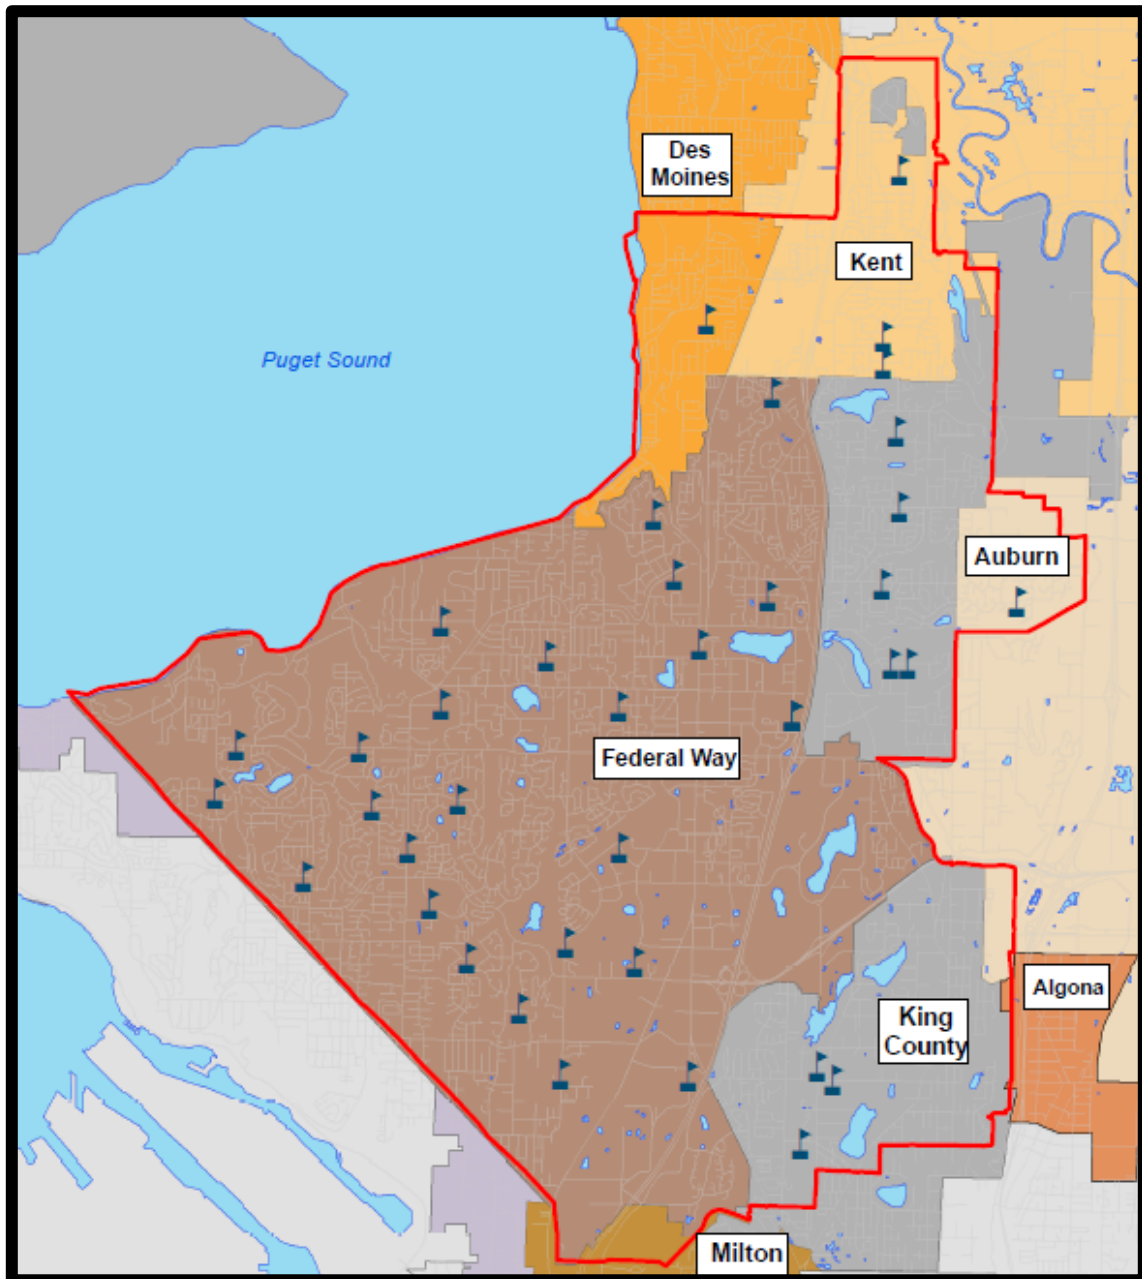 Des
Moines
Kent
Puget Sound
Auburn
Federal Way
Algona
King
County
Milton